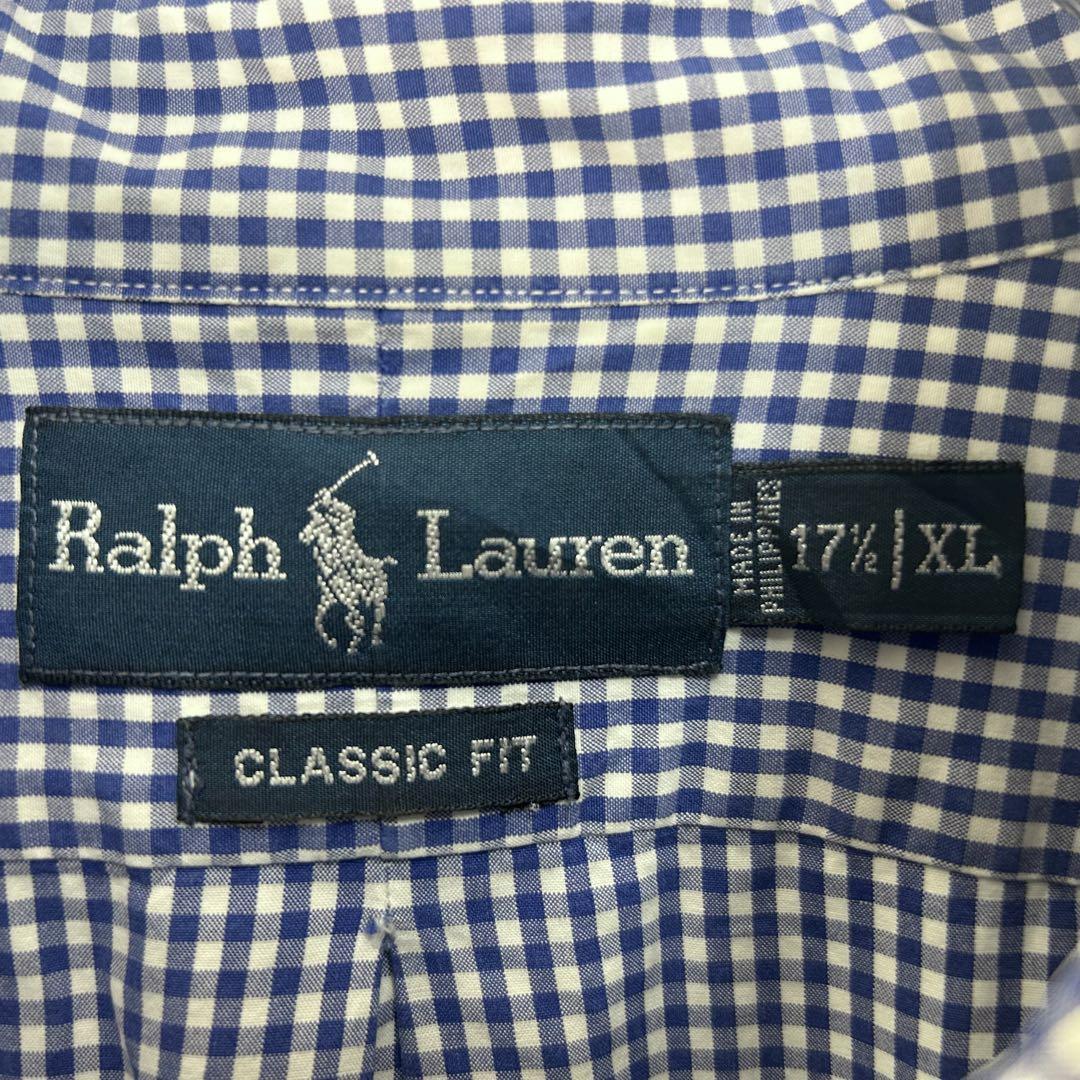 Ralph Lauren
MADE IN
PHILIPPINES
17½ | XL
CLASSIC FIT